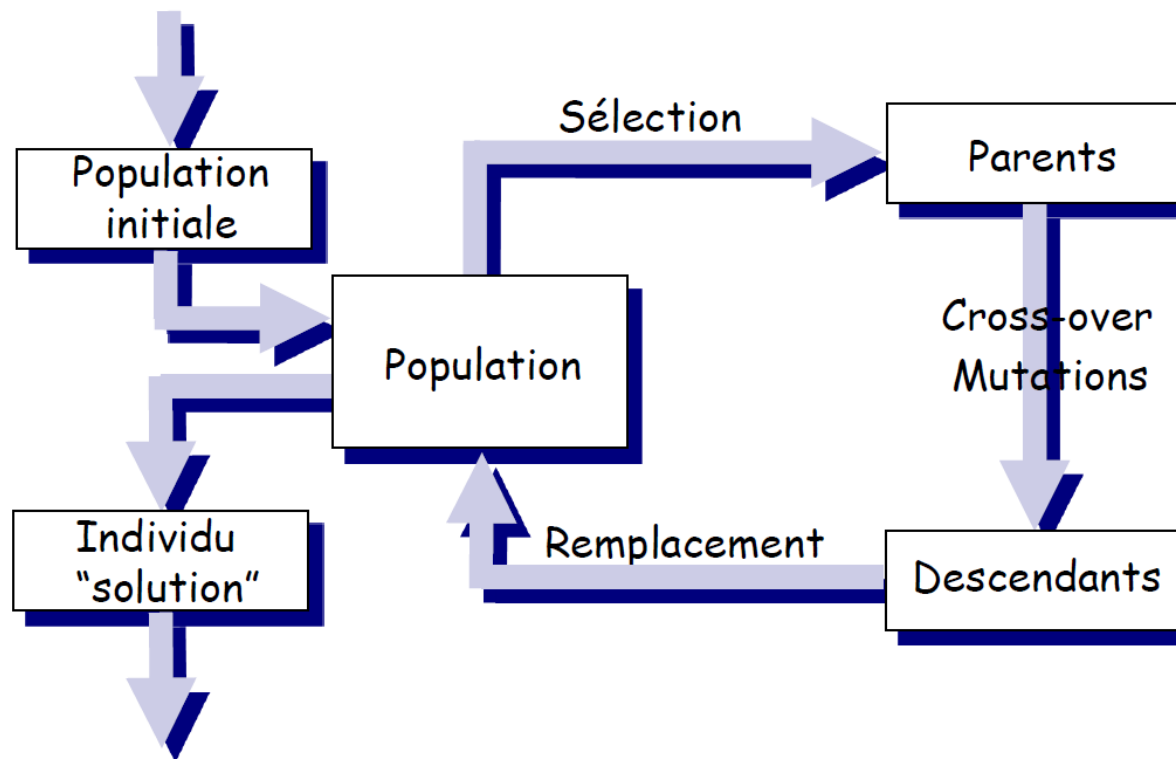 Sélection
Parents
Population
initiale
Cross-over
Mutations
Population
Remplacement
Individu
“solution”
Descendants